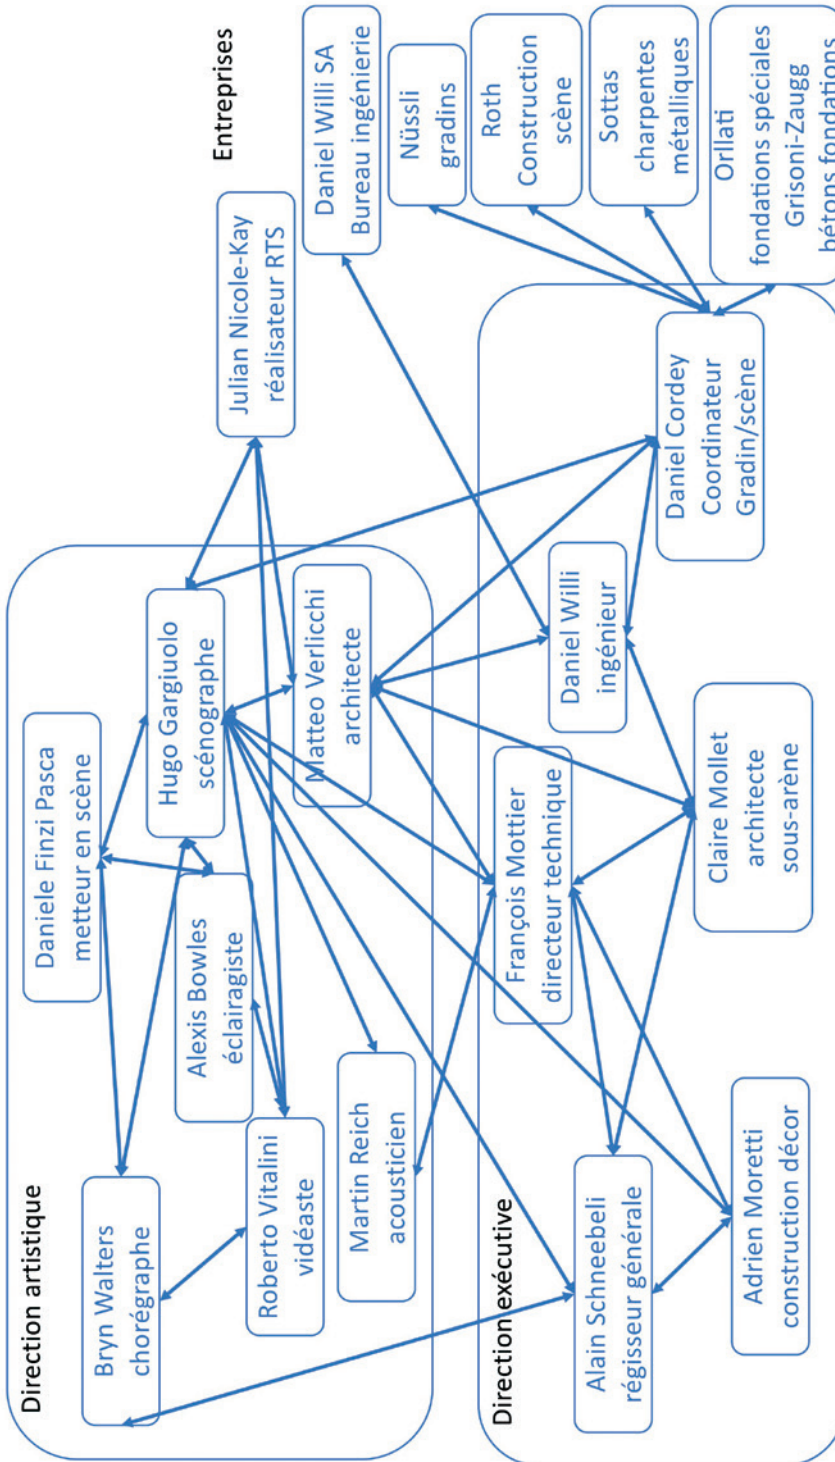 Direction artistique
Daniele Finzi Pasca
metteur en scène
Bryn Walters
chorégraphe
Hugo Gargiuolo
scénographe
Alexis Bowles
éclairagiste
Roberto Vitalini
vidéaste
Matteo Verlicchi
architecte
Martin Reich
acousticien
Julian Nicole-Kay
réalisateur RTS
Entreprises
Daniel Willi SA
Bureau ingénierie
Nüssli
gradins
Roth
Construction
scène
Sottas
charpentes
métalliques
Orllati
fondations spéciales
Grisoni-Zaugg
bétons fondations
Direction exécutive
François Mottier
directeur technique
Daniel Willi
ingénieur
Daniel Cordey
Coordinateur
Gradin/scène
Alain Schneebeli
régisseur générale
Claire Mollet
architecte
sous-arène
Adrien Moretti
construction décor